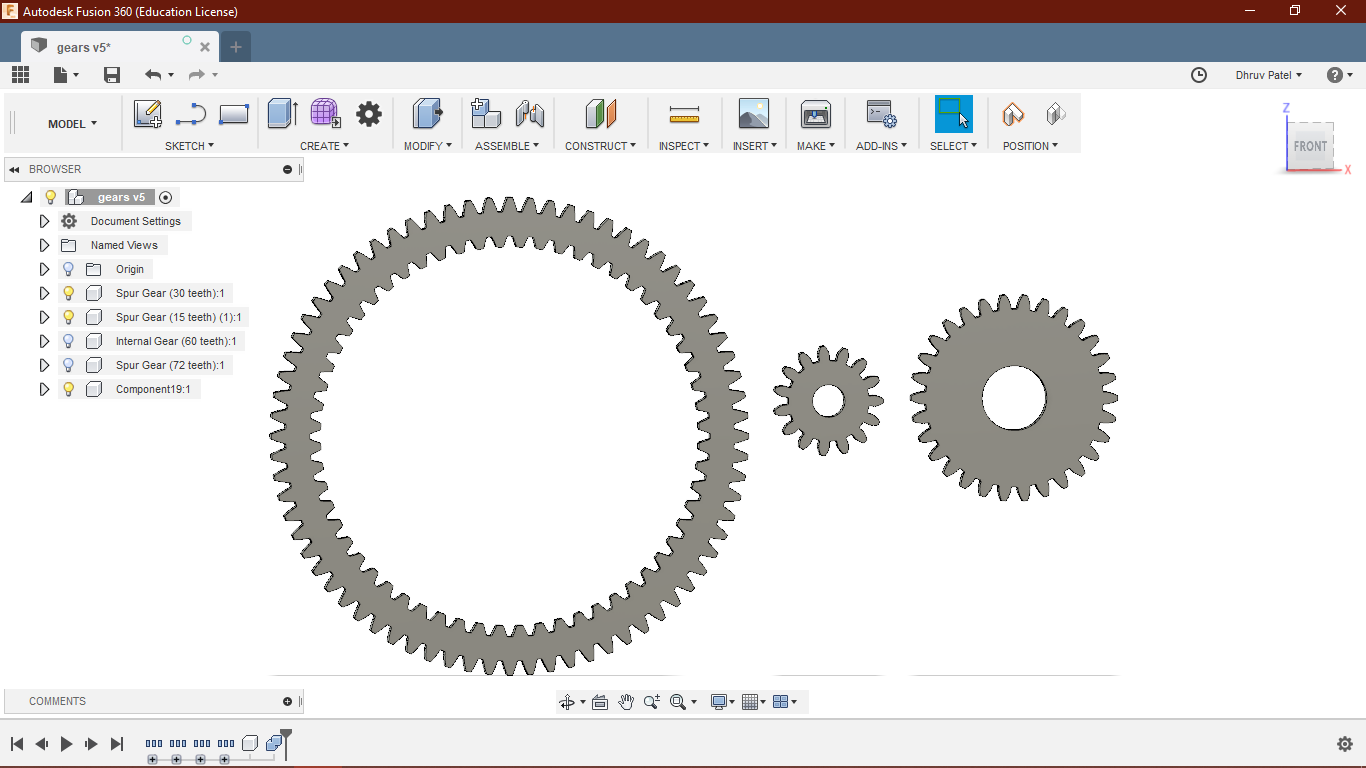 Autodesk Fusion 360 (Education License)
gears v5*
Dhruv Patel
MODEL
SKETCH
CREATE
MODIFY
ASSEMBLE
CONSTRUCT
INSPECT
INSERT
MAKE
ADD-INS
SELECT
POSITION
Z
FRONT
X
BROWSER
gears v5
Document Settings
Named Views
Origin
Spur Gear (30 teeth):1
Spur Gear (15 teeth) (1):1
Internal Gear (60 teeth):1
Spur Gear (72 teeth):1
Component19:1
COMMENTS